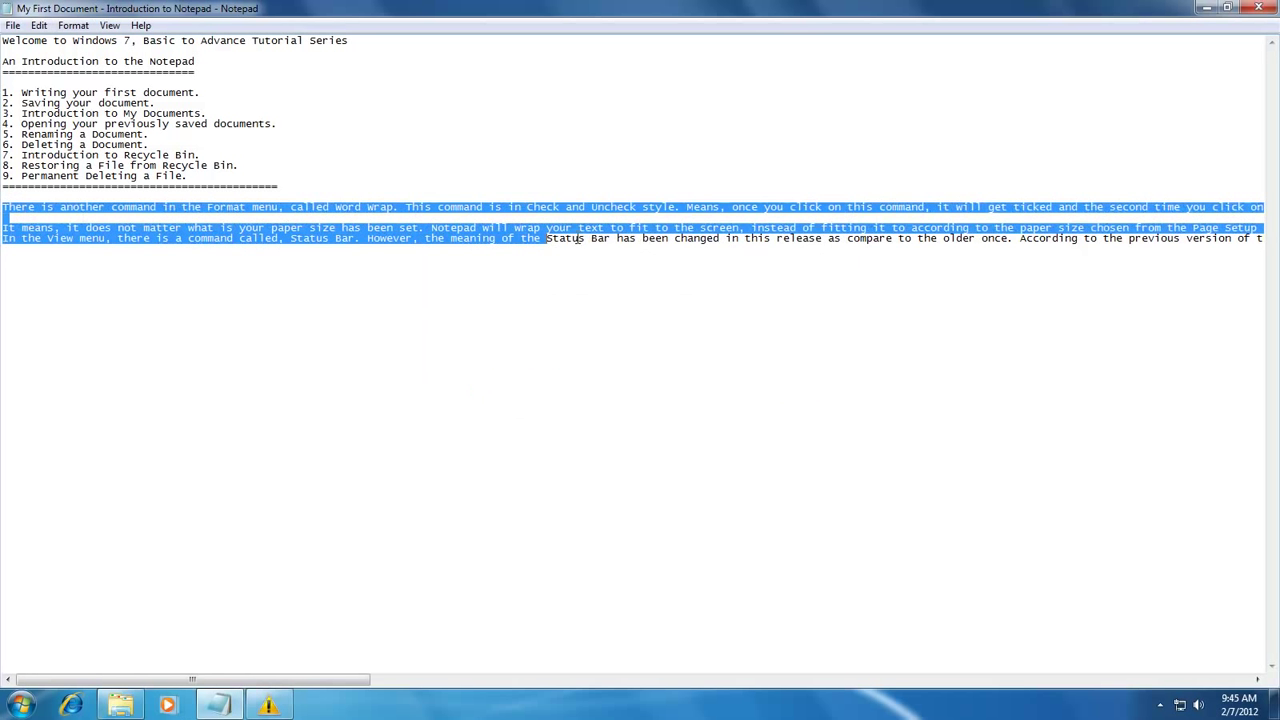 My First Document - Introduction to Notepad - Notepad
File Edit Format View Help
Welcome to Windows 7, Basic to Advance Tutorial Series
An Introduction to the Notepad
==============================
1. Writing your first document.
2. Saving your document.
3. Introduction to My Documents.
4. Opening your previously saved documents.
5. Renaming a Document.
6. Deleting a Document.
7. Introduction to Recycle Bin.
8. Restoring a File from Recycle Bin.
9. Permanent Deleting a File.
===========================================
There is another command in the Format menu, called Word Wrap. This command is in Check and Uncheck style. Means, once you click on this command, it will get ticked and the second time you click on
It means, it does not matter what is your paper size has been set. Notepad will wrap your text to fit to the screen, instead of fitting it to according to the paper size chosen from the Page Setup
In the View menu, there is a command called, Status Bar. However, the meaning of the Status Bar has been changed in this release as compare to the older once. According to the previous version of t
9:45 AM
2/7/2012